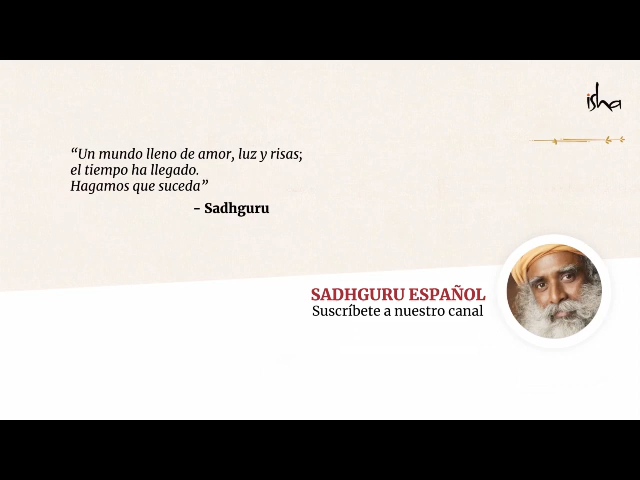 isha
“Un mundo lleno de amor, luz y risas;
el tiempo ha llegado.
Hagamos que suceda”
- Sadhguru
SADHGURU ESPAÑOL
Suscríbete a nuestro canal